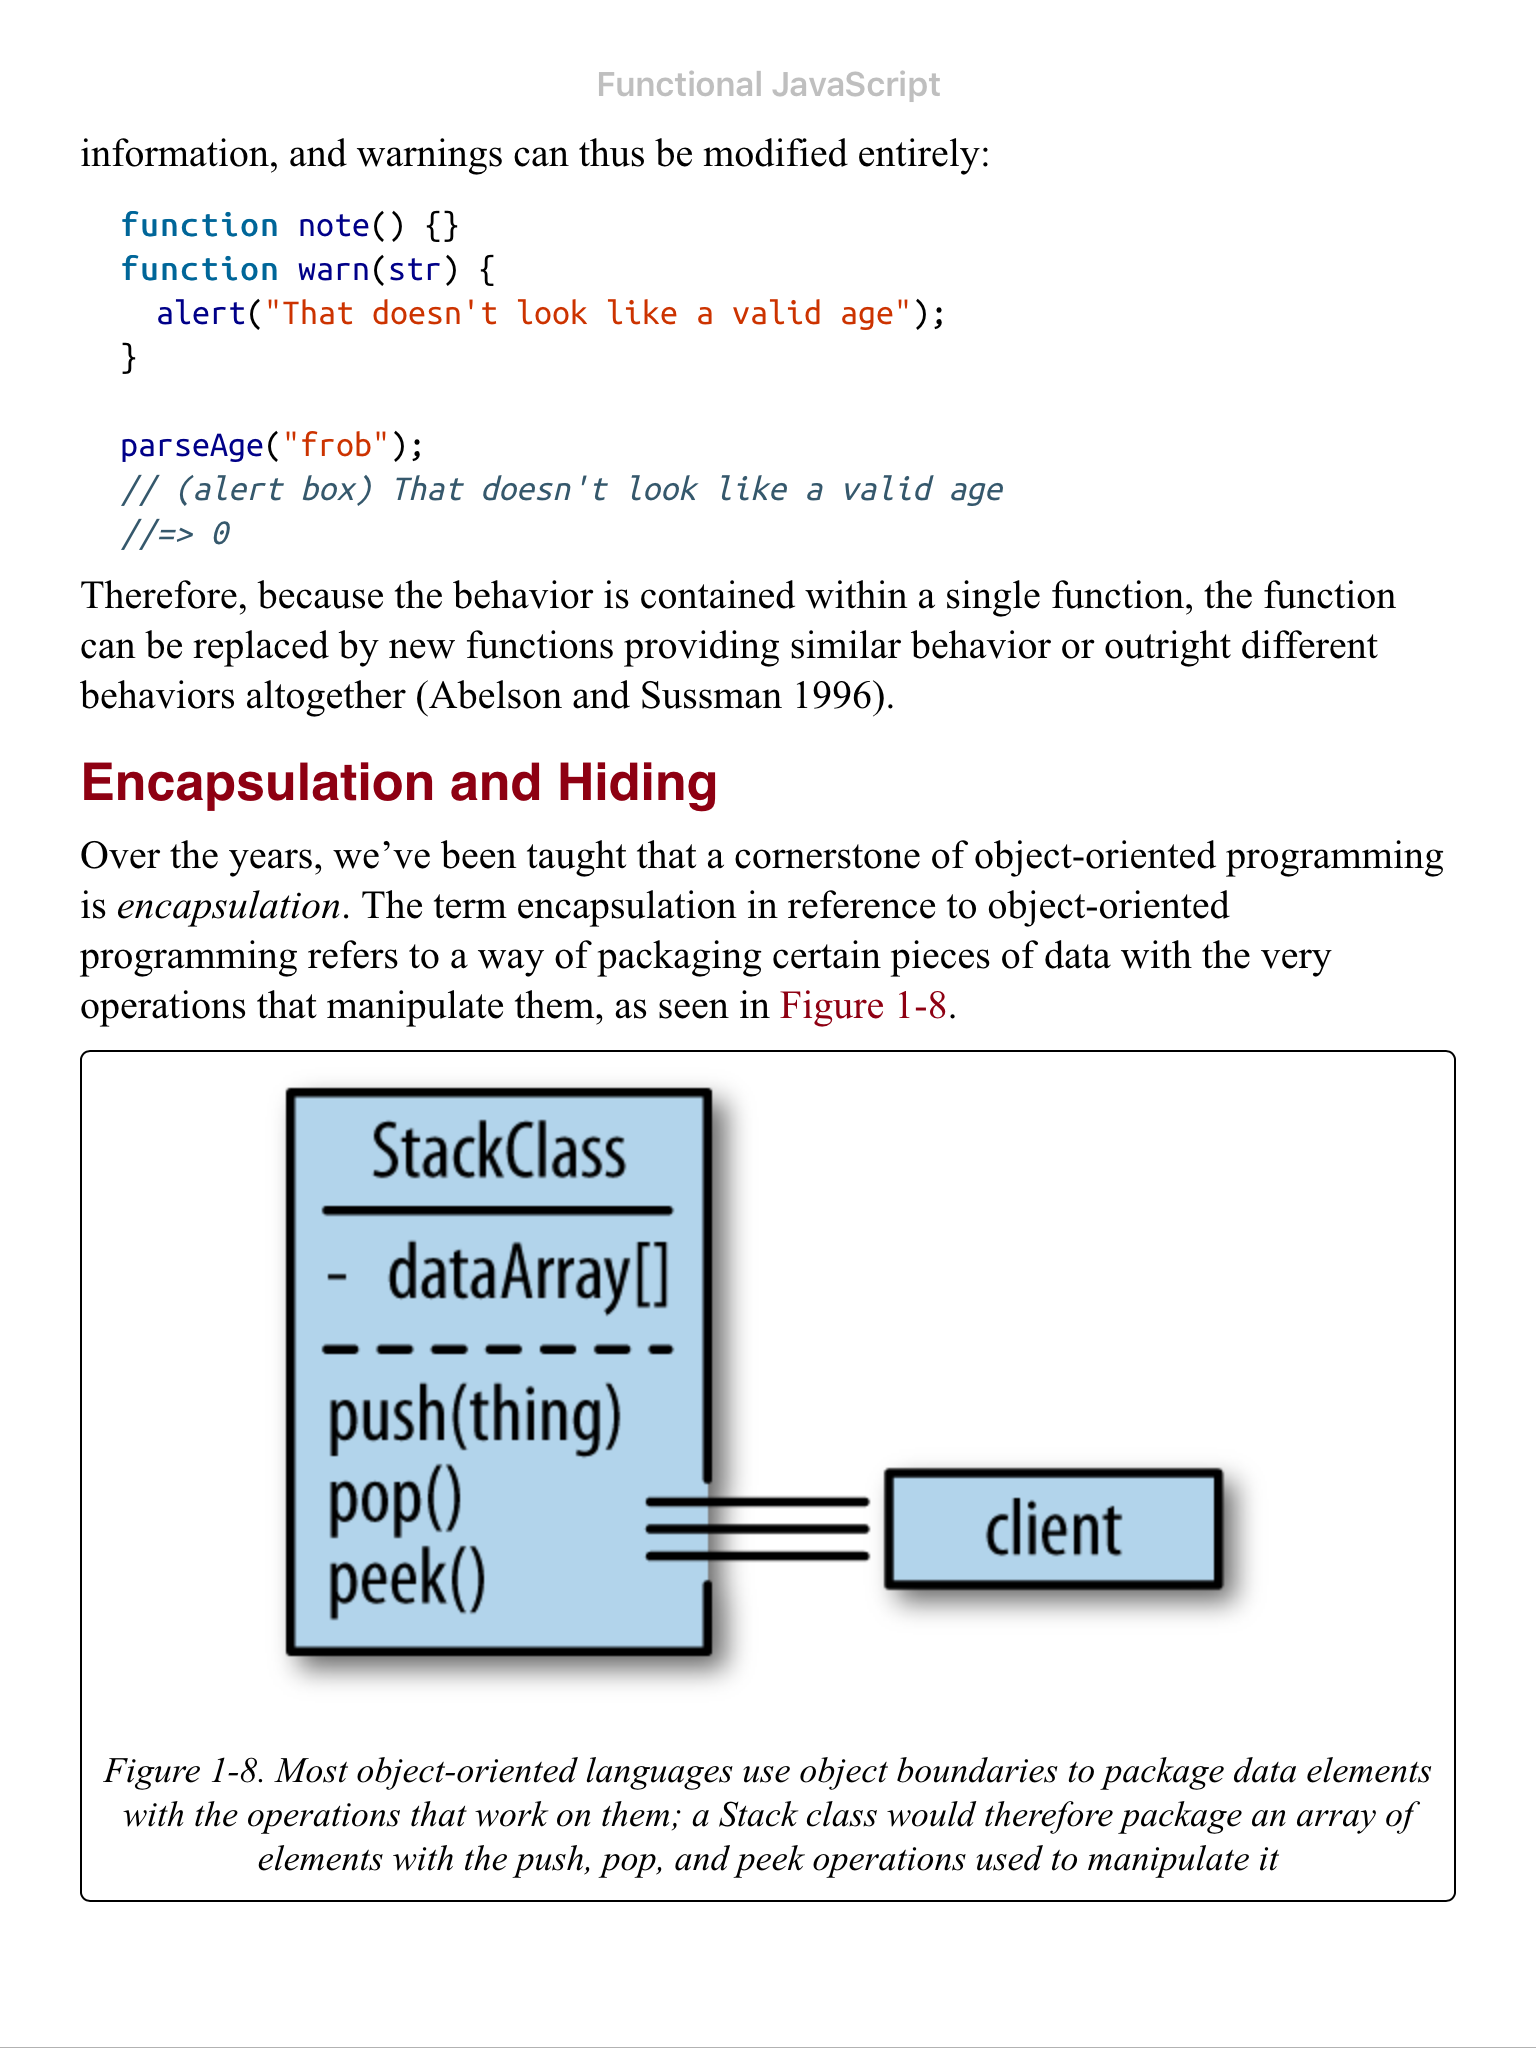 Functional JavaScript
information, and warnings can thus be modified entirely:
function note() {}
function warn(str) {
  alert("That doesn't look like a valid age");
}
parseAge("frob");
// (alert box) That doesn't look like a valid age
//=> 0
Therefore, because the behavior is contained within a single function, the function
can be replaced by new functions providing similar behavior or outright different
behaviors altogether (Abelson and Sussman 1996).
Encapsulation and Hiding
Over the years, we’ve been taught that a cornerstone of object-oriented programming
is encapsulation. The term encapsulation in reference to object-oriented
programming refers to a way of packaging certain pieces of data with the very
operations that manipulate them, as seen in Figure 1-8.
StackClass
- dataArray[]
push(thing)
pop()
peek()
client
Figure 1-8. Most object-oriented languages use object boundaries to package data elements
with the operations that work on them; a Stack class would therefore package an array of
elements with the push, pop, and peek operations used to manipulate it